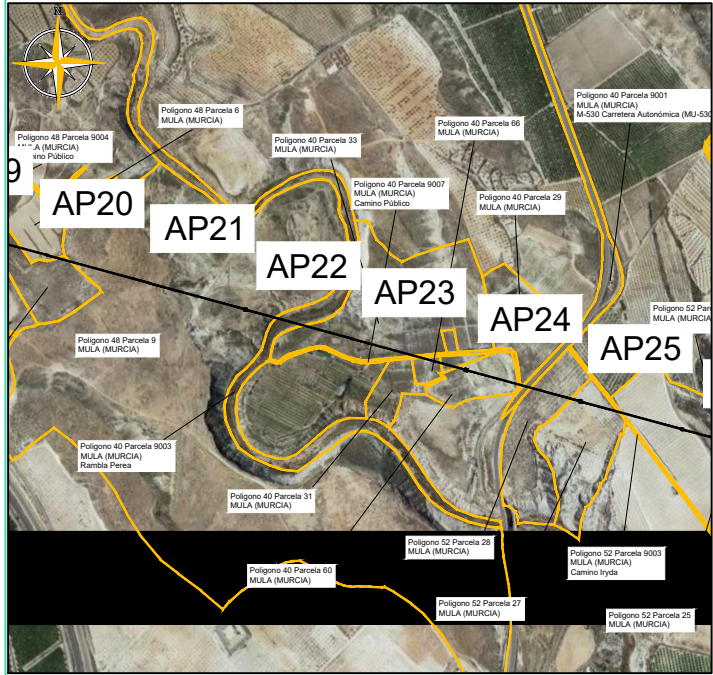 N
Poligono 40 Parcela 9001
MULA (MURCIA)
M-530 Carretera Autonómica (MU-530
Poligono 48 Parcela 6
MULA (MURCIA)
Poligono 40 Parcela 66
MULA (MURCIA)
Poligono 48 Parcela 9004
MULA (MURCIA)
Camino Público
Poligono 40 Parcela 33
MULA (MURCIA)
9
Poligono 40 Parcela 9007
MULA (MURCIA)
Camino Público
Poligono 40 Parcela 29
MULA (MURCIA)
AP20
AP21
AP22
AP23
AP24
AP25
Poligono 52 Par
MULA (MURCIA
Poligono 48 Parcela 9
MULA (MURCIA)
Poligono 40 Parcela 9003
MULA (MURCIA)
Rambla Perea
Poligono 40 Parcela 31
MULA (MURCIA)
Poligono 52 Parcela 28
MULA (MURCIA)
Poligono 52 Parcela 9003
MULA (MURCIA)
Camino Iryda
Poligono 40 Parcela 60
MULA (MURCIA)
Poligono 52 Parcela 27
MULA (MURCIA)
Poligono 52 Parcela 25
MULA (MURCIA)